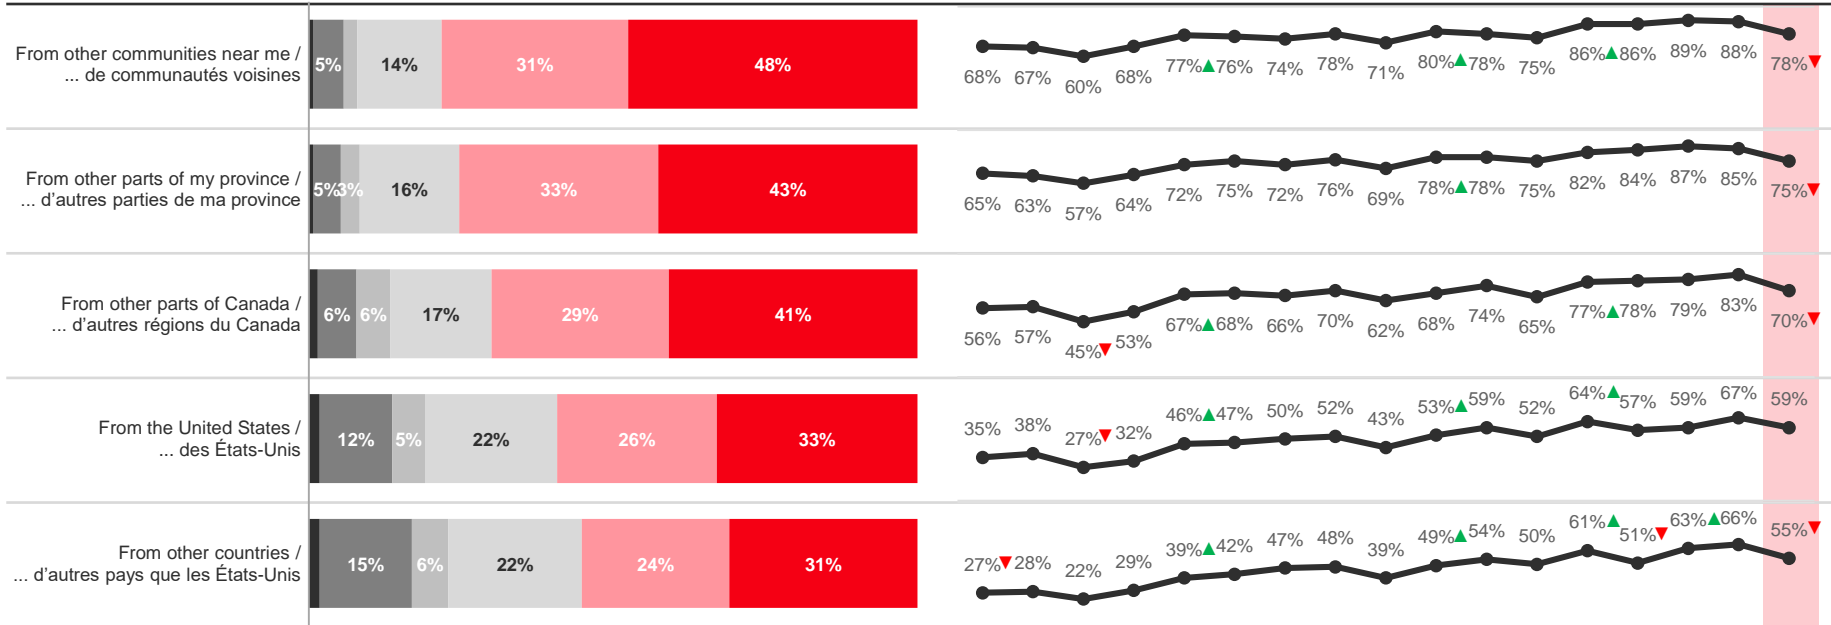 From other communities near me /
... de communautés voisines
5% 14% 31% 48%
68% 67% 60% 68% 77%▲76% 74% 78% 71% 80%▲78% 75% 86%▲86% 89% 88% 78%▼
From other parts of my province /
... d'autres parties de ma province
5% 3% 16% 33% 43%
65% 63% 57% 64% 72% 75% 72% 76% 69% 78%▲78% 75% 82% 84% 87% 85% 75%▼
From other parts of Canada /
... d'autres régions du Canada
6% 6% 17% 29% 41%
56% 57% 45%▼53% 67%▲68% 66% 70% 62% 68% 74% 65% 77%▲78% 79% 83% 70%▼
From the United States /
... des États-Unis
12% 5% 22% 26% 33%
35% 38% 27%▼32% 46%▲47% 50% 52% 43% 53%▲59% 52% 64%▲57% 59% 67% 59%
From other countries /
... d'autres pays que les États-Unis
15% 6% 22% 24% 31%
27%▼28% 22% 29% 39%▲42% 47% 48% 39% 49%▲54% 50% 61%▲51%▼63%▲66% 55%▼